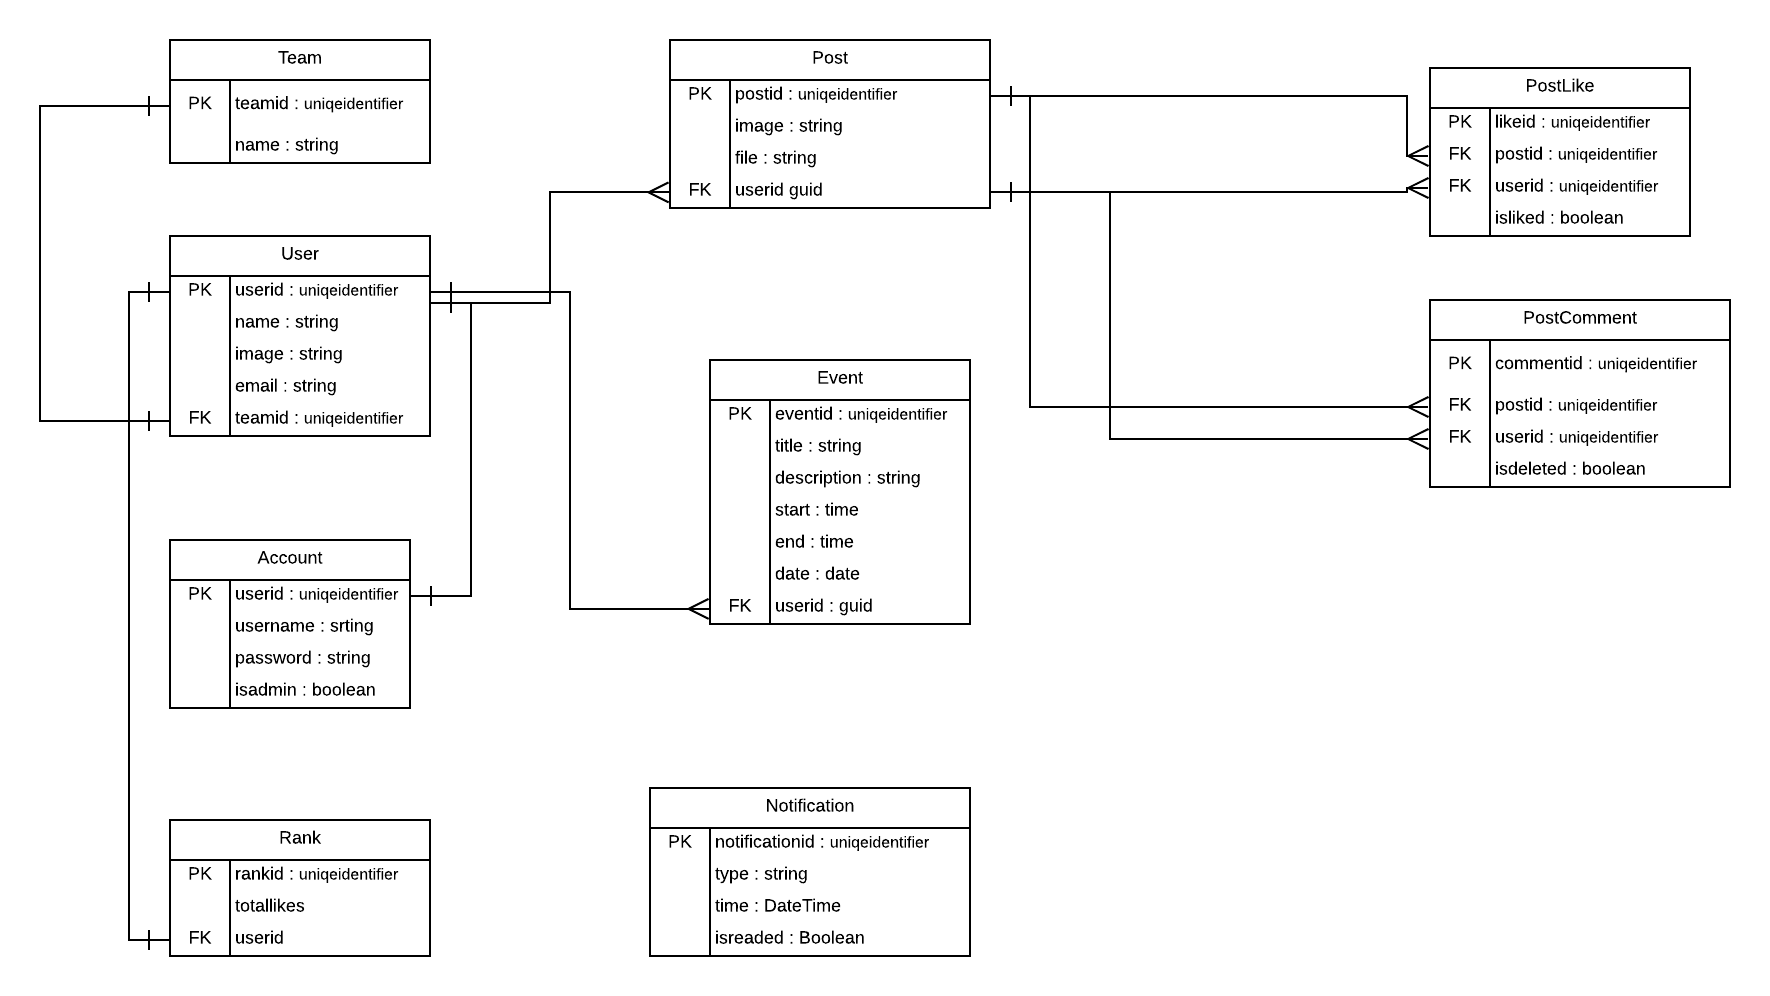 Team
PK teamid : uniqeidentifier
name : string
User
PK userid : uniqeidentifier
name : string
image : string
email : string
FK teamid : uniqeidentifier
Account
PK userid : uniqeidentifier
username : srting
password : string
isadmin : boolean
Rank
PK rankid : uniqeidentifier
totallikes
FK userid
Post
PK postid : uniqeidentifier
image : string
file : string
FK userid guid
Event
PK eventid : uniqeidentifier
title : string
description : string
start : time
end : time
date : date
FK userid : guid
Notification
PK notificationid : uniqeidentifier
type : string
time : DateTime
isreaded : Boolean
PostLike
PK likeid : uniqeidentifier
FK postid : uniqeidentifier
FK userid : uniqeidentifier
isliked : boolean
PostComment
PK commentid : uniqeidentifier
FK postid : uniqeidentifier
FK userid : uniqeidentifier
isdeleted : boolean